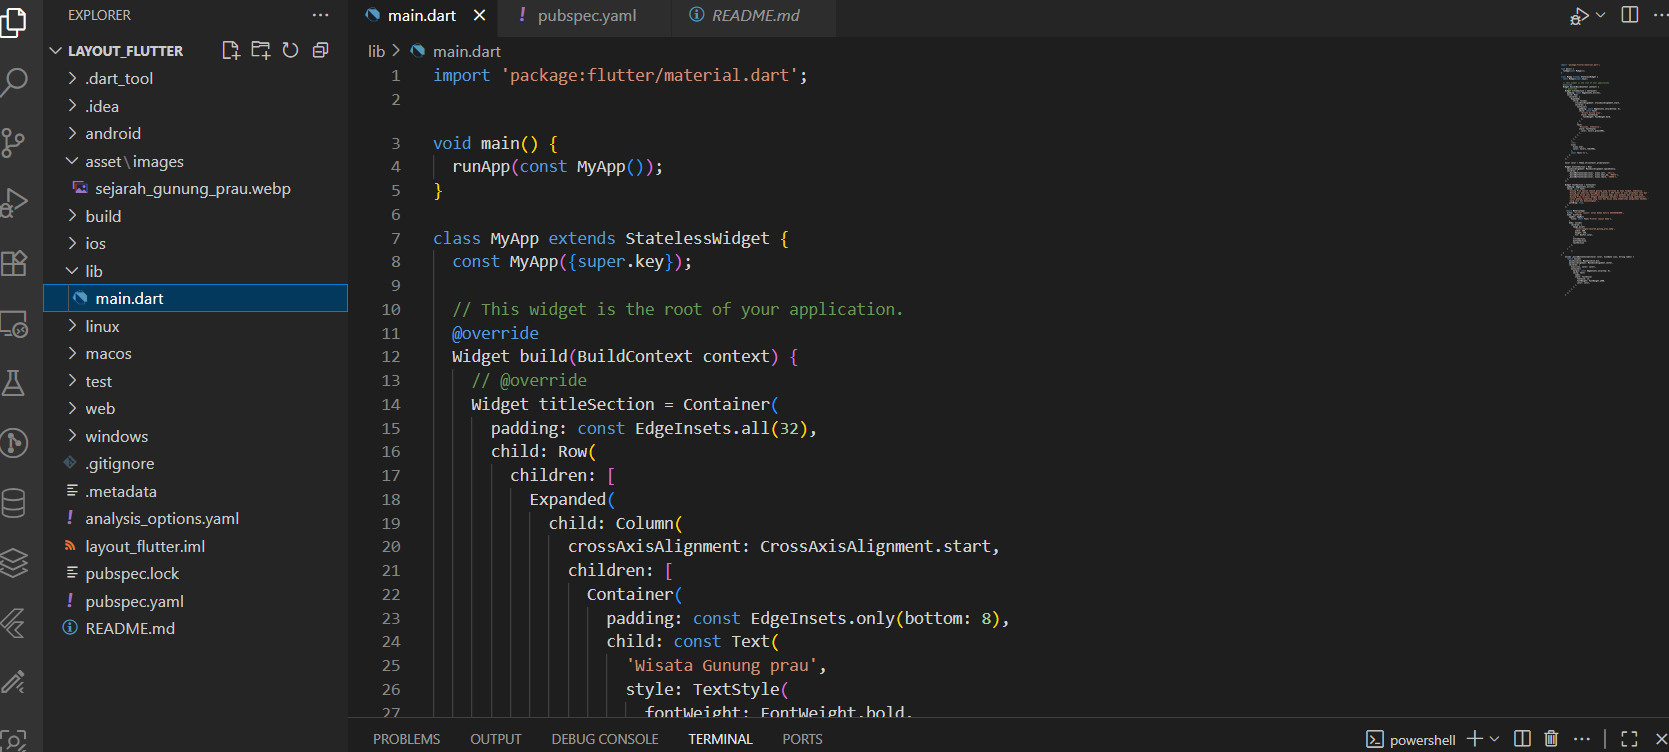 EXPLORER
LAYOUT_FLUTTER
.dart_tool
.idea
android
asset\images
sejarah_gunung_prau.webp
build
ios
lib
main.dart
linux
macos
test
web
windows
.gitignore
.metadata
analysis_options.yaml
layout_flutter.iml
pubspec.lock
pubspec.yaml
README.md
main.dart
pubspec.yaml
README.md
lib > main.dart
1 import 'package:flutter/material.dart';
2
3 void main() {
4 runApp(const MyApp());
5 }
6
7 class MyApp extends StatelessWidget {
8 const MyApp({super.key});
9
10 // This widget is the root of your application.
11 @override
12 Widget build(BuildContext context) {
13 // @override
14 Widget titleSection = Container(
15 padding: const EdgeInsets.all(32),
16 child: Row(
17 children: [
18 Expanded(
19 child: Column(
20 crossAxisAlignment: CrossAxisAlignment.start,
21 children: [
22 Container(
23 padding: const EdgeInsets.only(bottom: 8),
24 child: const Text(
25 'Wisata Gunung prau',
26 style: TextStyle(
27 fontWeight: FontWeight.bold,
PROBLEMS OUTPUT DEBUG CONSOLE TERMINAL PORTS
powershell